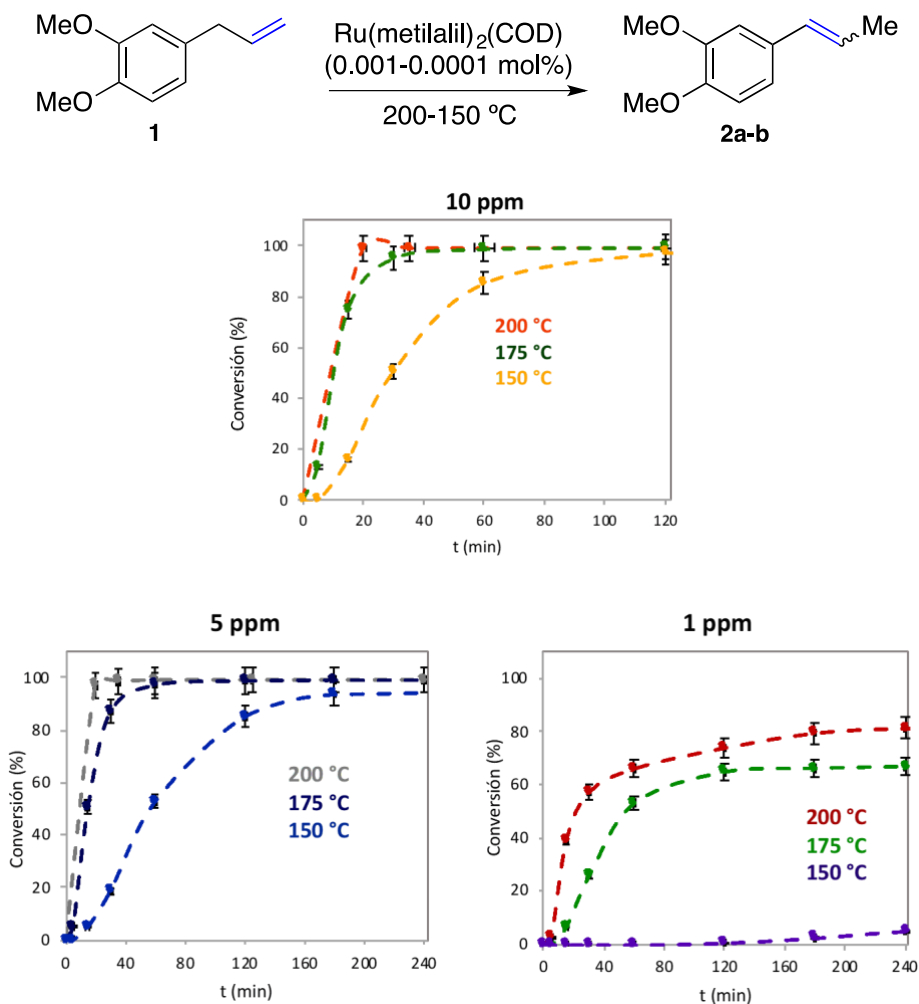 MeO
MeO
1
Ru(metilalil)2(COD)
(0.001-0.0001 mol%)
200-150 ºC
Me
MeO
MeO
2a-b
10 ppm
100
80
60
40
20
0
Conversión (%)
200 °C
175 °C
150 °C
0 20 40 60 80 100 120
t (min)
5 ppm
100
80
60
40
20
0
Conversión (%)
200 °C
175 °C
150 °C
0 40 80 120 160 200 240
t (min)
1 ppm
100
80
60
40
20
0
Conversión (%)
200 °C
175 °C
150 °C
0 40 80 120 160 200 240
t (min)